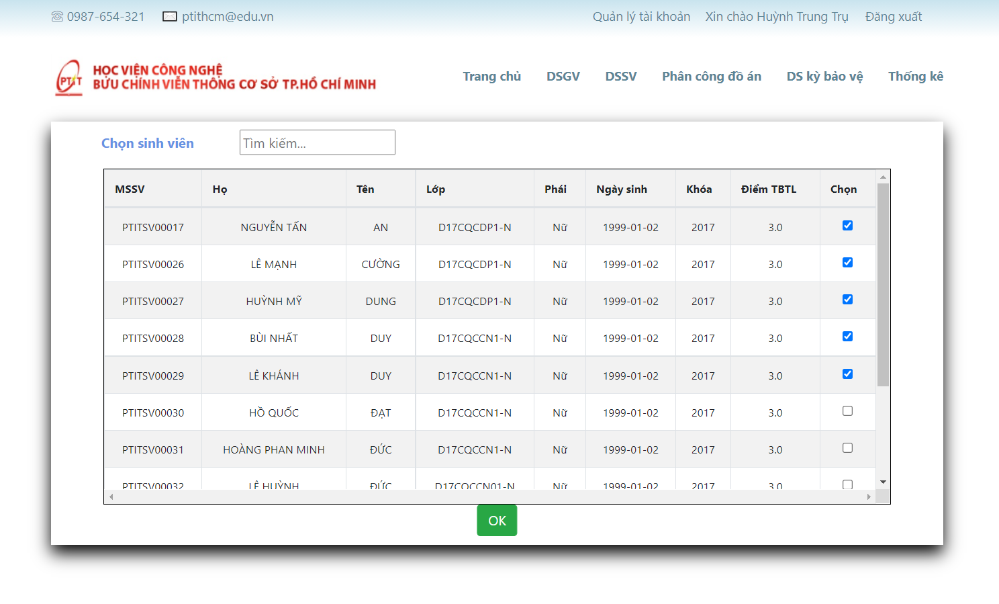 0987-654-321 ptithcm@edu.vn Quản lý tài khoản Xin chào Huỳnh Trung Trụ Đăng xuất
HỌC VIỆN CÔNG NGHỆ
BƯU CHÍNH VIỄN THÔNG CƠ SỞ TP.HỒ CHÍ MINH
PTIT
Trang chủ DSGV DSSV Phân công đồ án DS kỳ bảo vệ Thống kê
Chọn sinh viên Tìm kiếm...
MSSV Họ Tên Lớp Phái Ngày sinh Khóa Điểm TBTL Chọn
PTITSV00017 NGUYỄN TẤN AN D17CQCDP1-N Nữ 1999-01-02 2017 3.0
PTITSV00026 LÊ MẠNH CƯỜNG D17CQCDP1-N Nữ 1999-01-02 2017 3.0
PTITSV00027 HUỲNH MỸ DUNG D17CQCDP1-N Nữ 1999-01-02 2017 3.0
PTITSV00028 BÙI NHẤT DUY D17CQCCN1-N Nữ 1999-01-02 2017 3.0
PTITSV00029 LÊ KHÁNH DUY D17CQCCN1-N Nữ 1999-01-02 2017 3.0
PTITSV00030 HỒ QUỐC ĐẠT D17CQCCN1-N Nữ 1999-01-02 2017 3.0
PTITSV00031 HOÀNG PHAN MINH ĐỨC D17CQCCN1-N Nữ 1999-01-02 2017 3.0
PTITSV00032 LÊ HUỲNH ĐỨC D17CQCCN01-N Nữ 1999-01-02 2017 3.0
OK